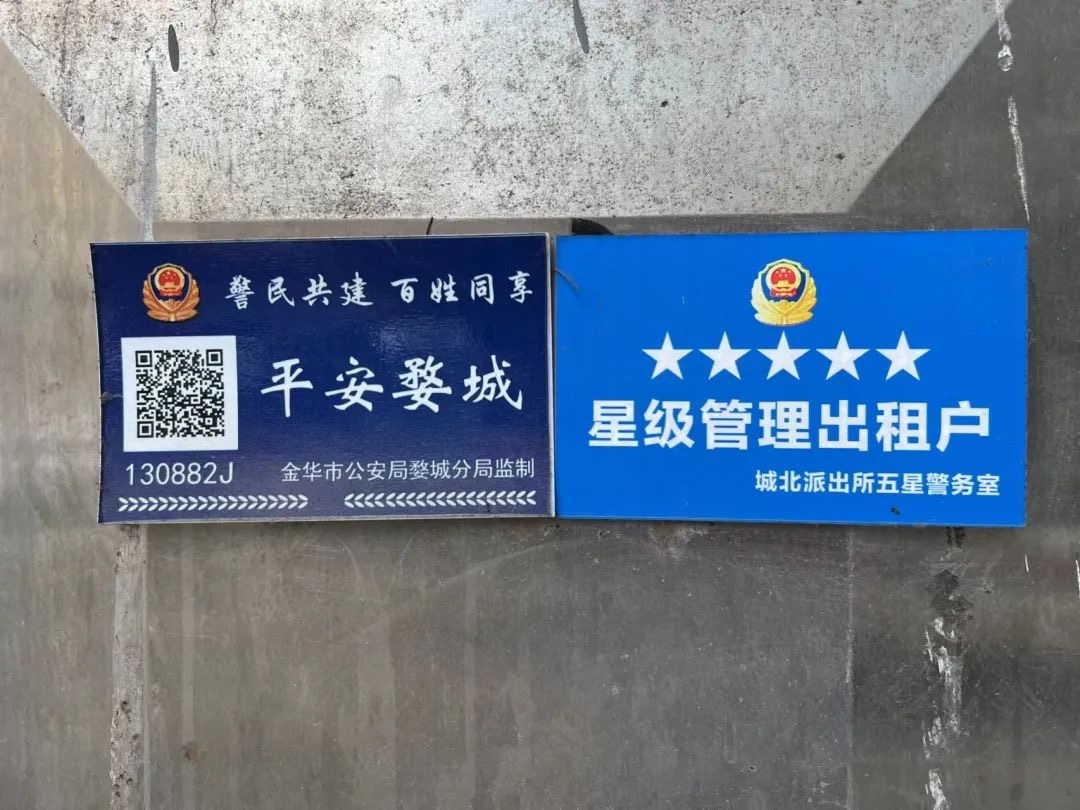 警民共建 百姓同享
平安婺城
130882J
金华市公安局婺城分局监制
星级管理出租户
城北派出所五星警务室